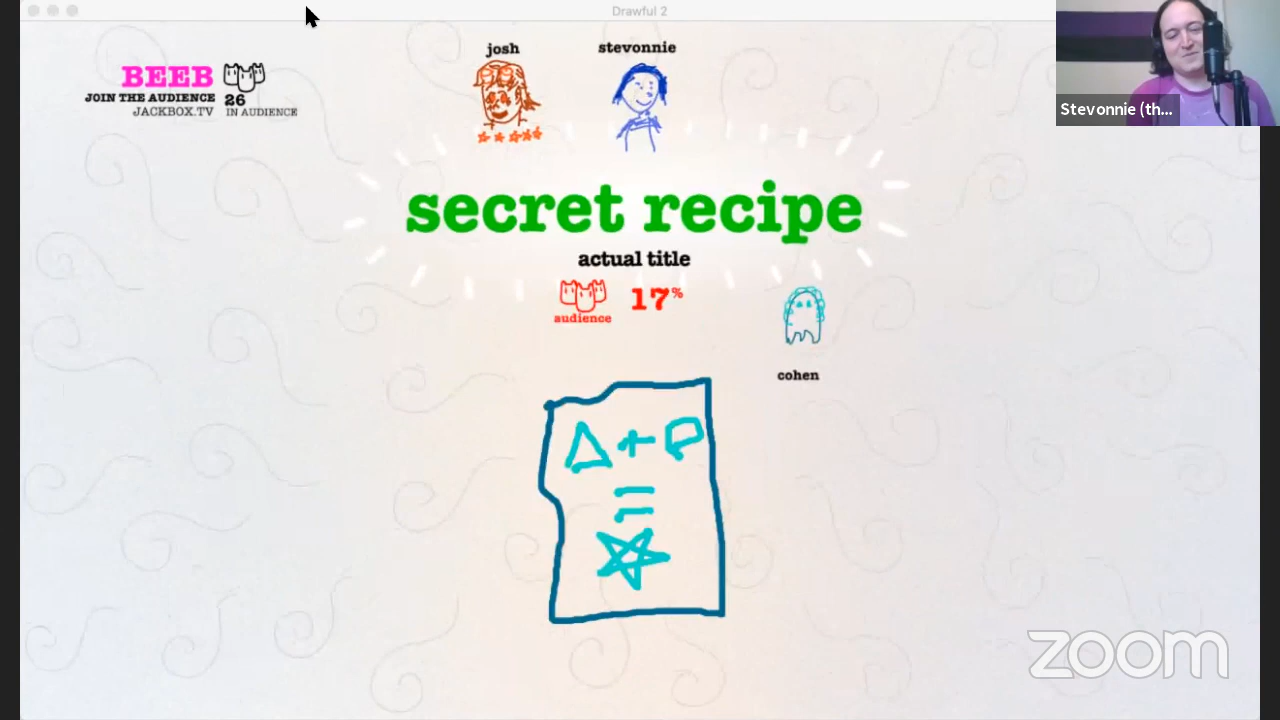 Drawful 2
BEEB
JOIN THE AUDIENCE
JACKBOX.TV
26
IN AUDIENCE
josh
stevonnie
Stevonnie (th...
secret recipe
actual title
audience
17%
cohen
zoom